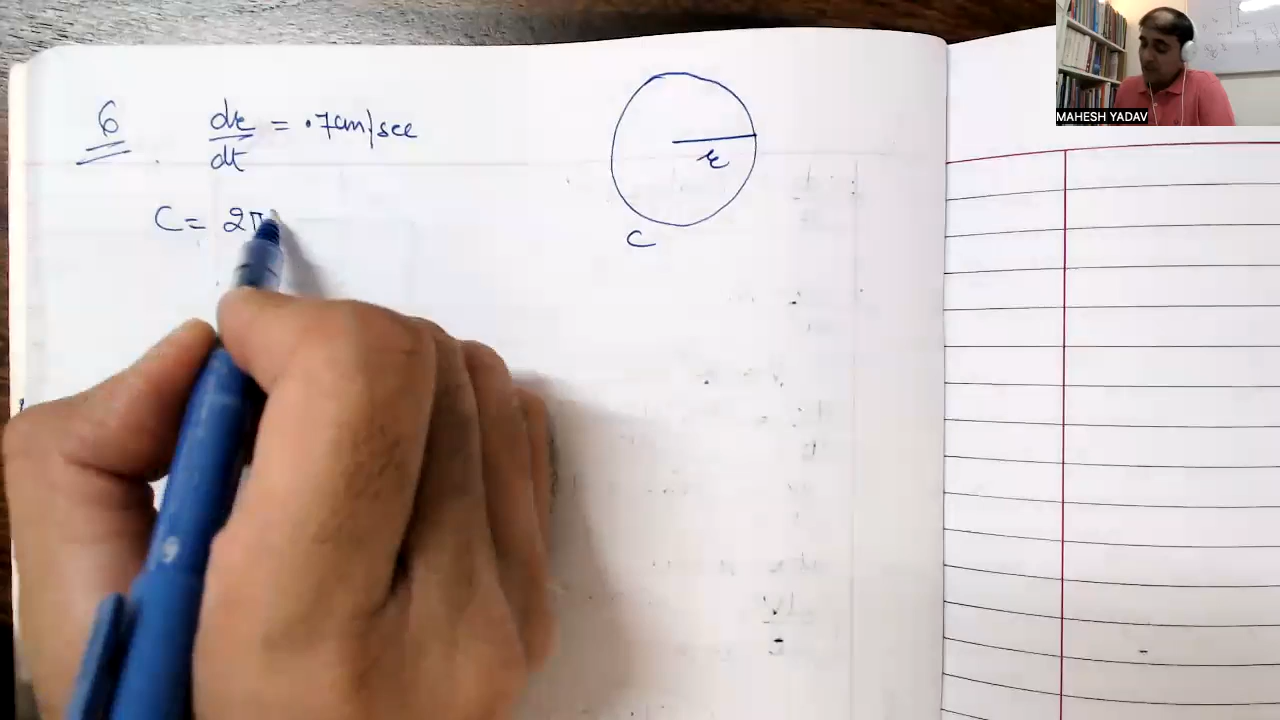 6 dr/dt = .7cm/sec
C = 2π
r
C
MAHESH YADAV